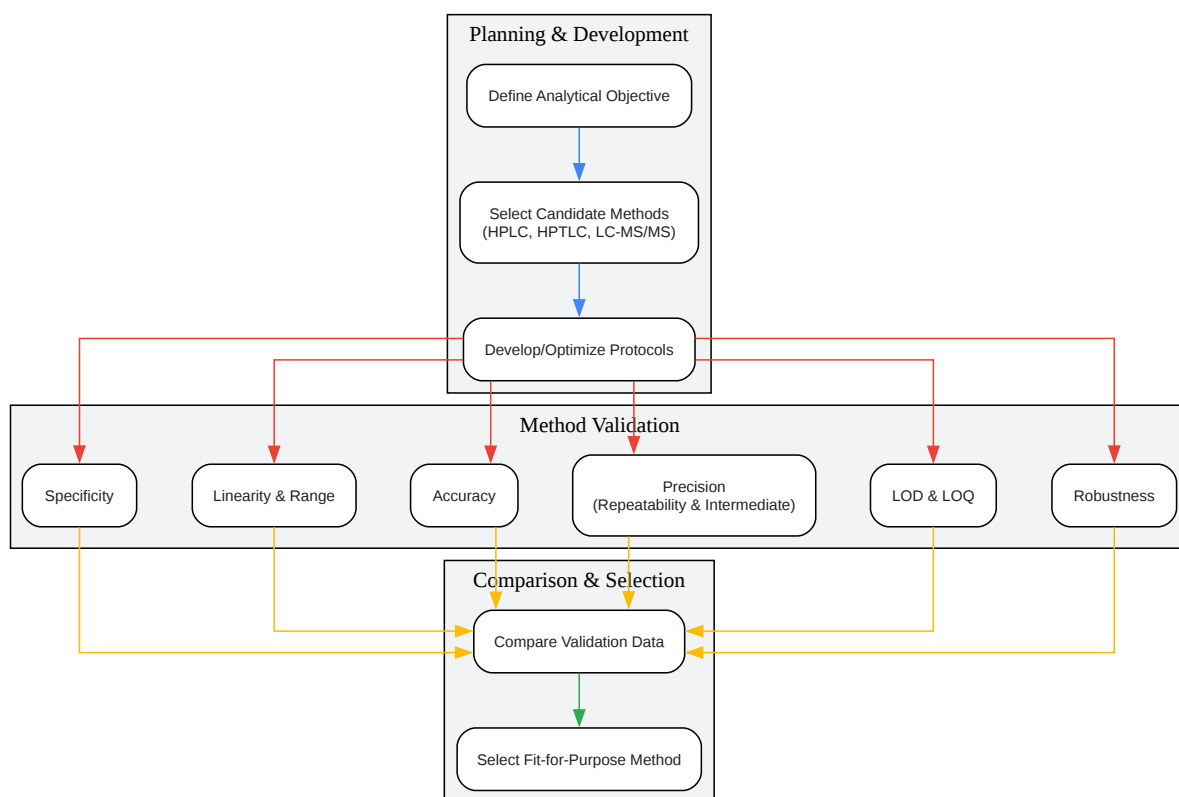 Planning & Development
Define Analytical Objective
Select Candidate Methods
(HPLC, HPTLC, LC-MS/MS)
Develop/Optimize Protocols
Method Validation
Specificity
Linearity & Range
Accuracy
Precision
(Repeatability & Intermediate)
LOD & LOQ
Robustness
Comparison & Selection
Compare Validation Data
Select Fit-for-Purpose Method